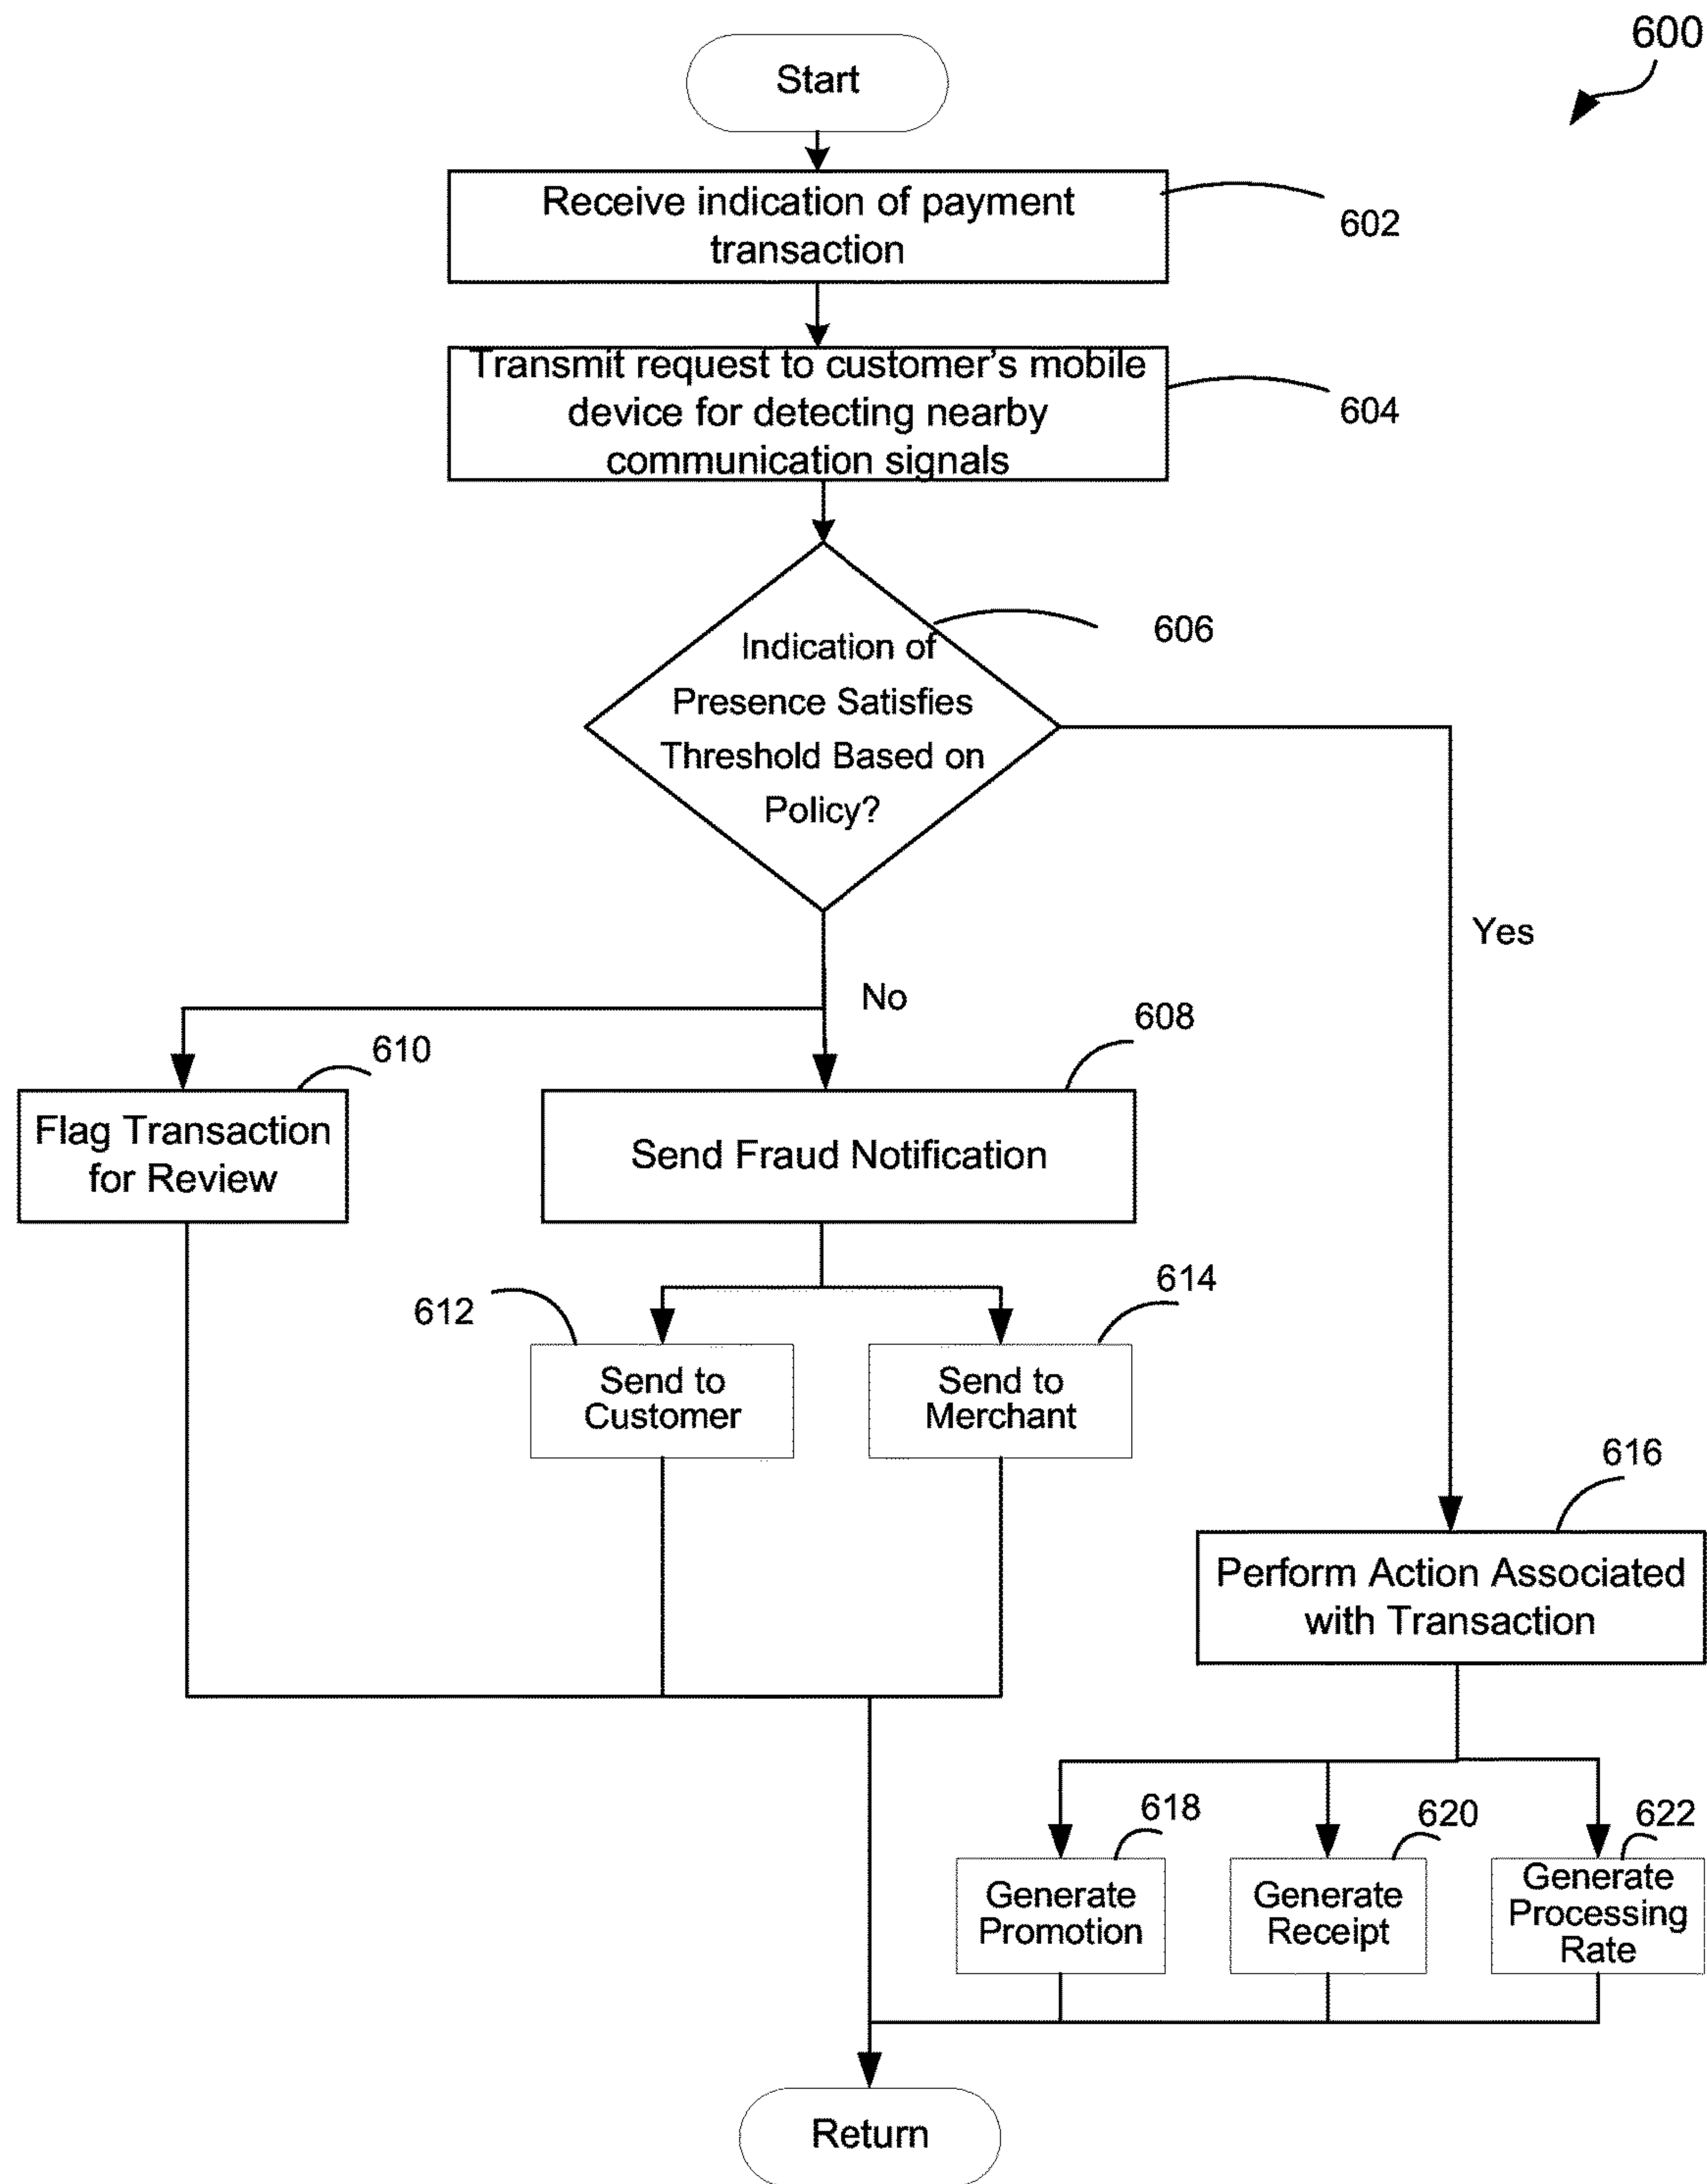 600
Start
Receive indication of payment
transaction
602
Transmit request to customer's mobile
device for detecting nearby
communication signals
604
Indication of
Presence Satisfies
Threshold Based on
Policy?
606
Yes
No
608
610
Flag Transaction
for Review
Send Fraud Notification
612
614
Send to
Customer
Send to
Merchant
616
Perform Action Associated
with Transaction
618
620
622
Generate
Promotion
Generate
Receipt
Generate
Processing
Rate
Return